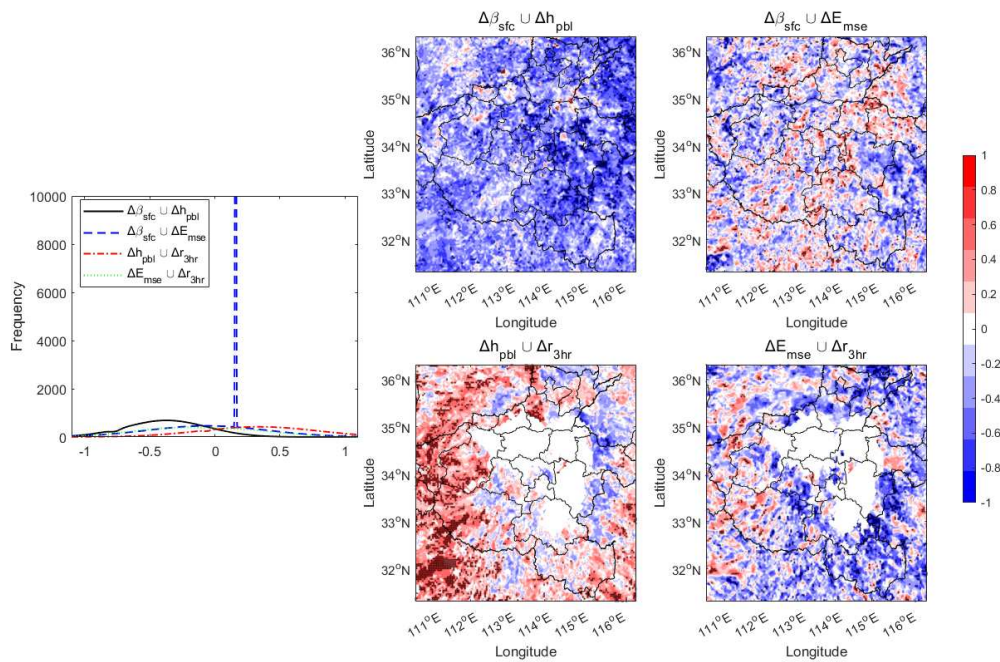 10000
8000
6000
4000
2000
0
Frequency
-1
-0.5
0
0.5
1
Δβsfc ∪ Δhpbl
Δβsfc ∪ ΔEmse
Δhpbl ∪ Δr3hr
ΔEmse ∪ Δr3hr
Δβsfc ∪ Δhpbl
36°N
35°N
34°N
33°N
32°N
Latitude
111°E 112°E 113°E 114°E 115°E 116°E
Longitude
Δβsfc ∪ ΔEmse
36°N
35°N
34°N
33°N
32°N
Latitude
111°E 112°E 113°E 114°E 115°E 116°E
Longitude
Δhpbl ∪ Δr3hr
36°N
35°N
34°N
33°N
32°N
Latitude
111°E 112°E 113°E 114°E 115°E 116°E
Longitude
ΔEmse ∪ Δr3hr
36°N
35°N
34°N
33°N
32°N
Latitude
111°E 112°E 113°E 114°E 115°E 116°E
Longitude
1
0.8
0.6
0.4
0.2
0
-0.2
-0.4
-0.6
-0.8
-1